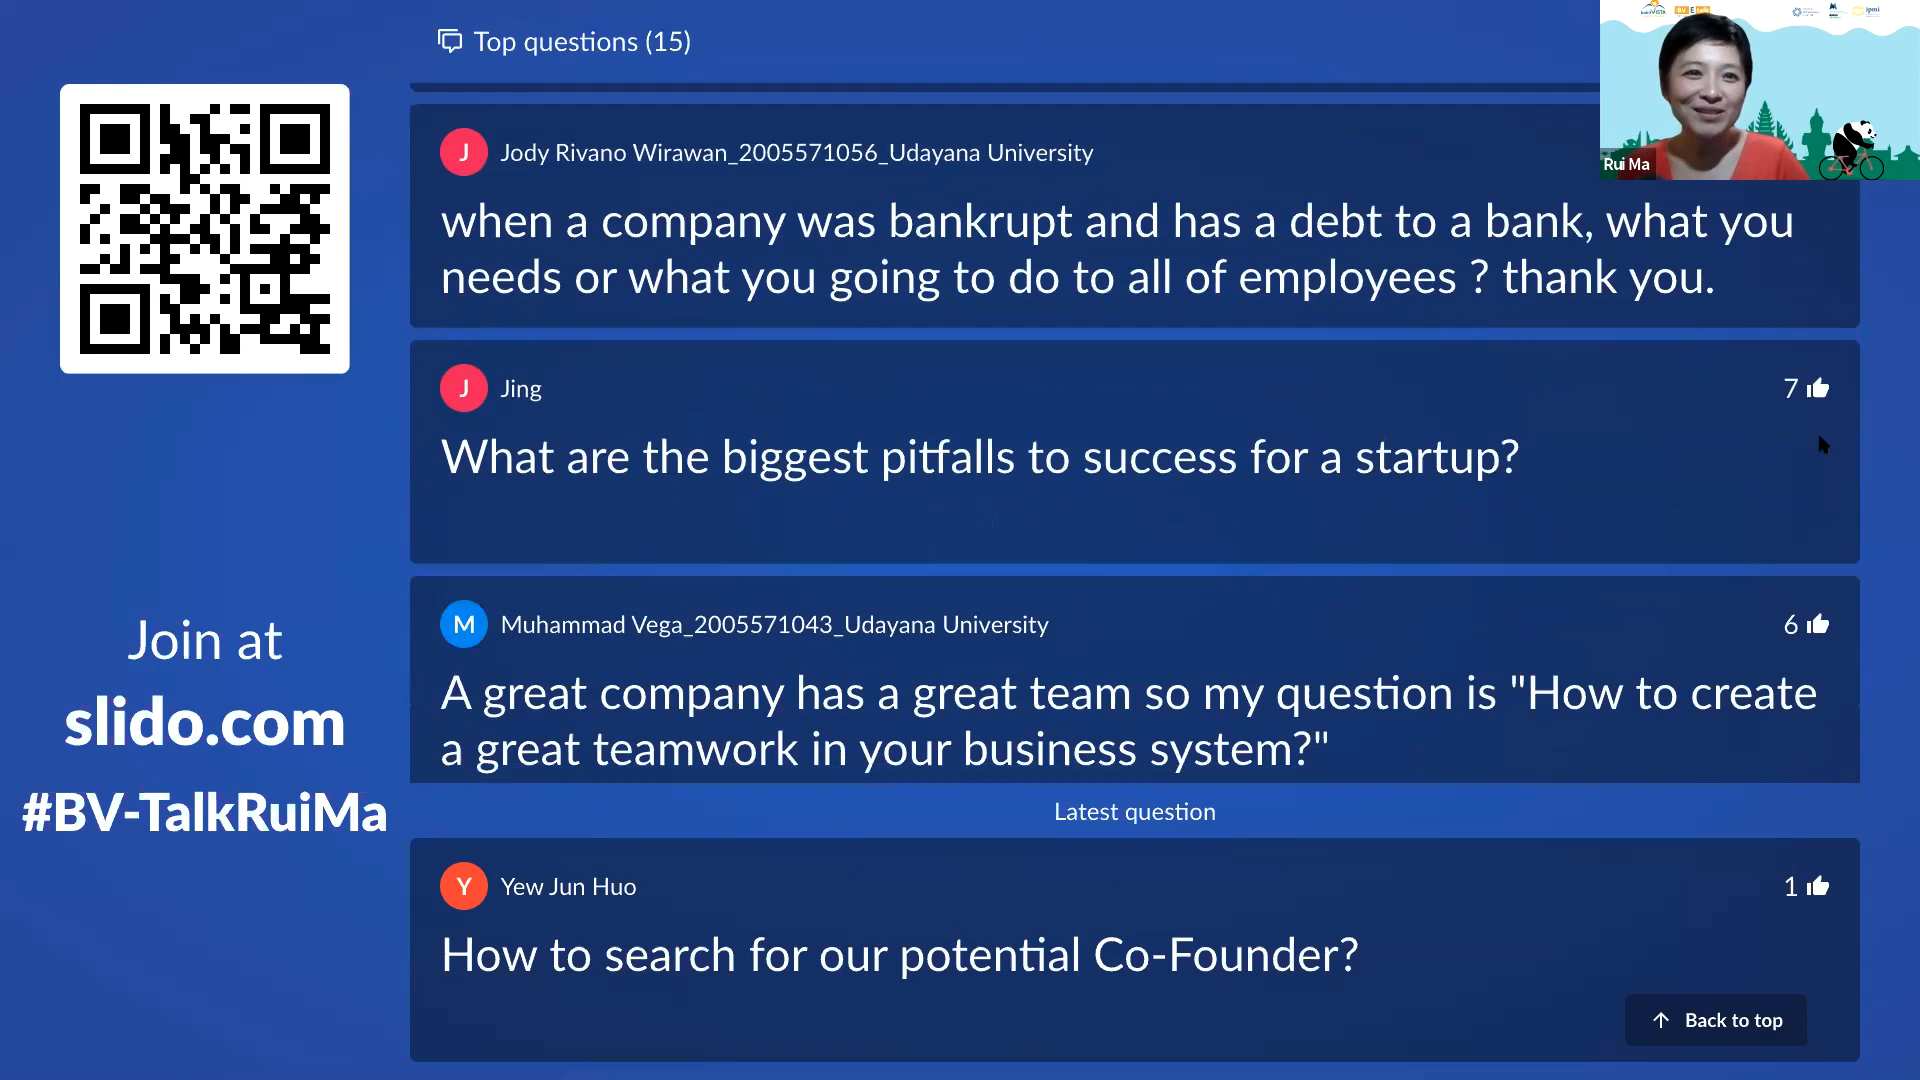 Top questions (15)
J
Jody Rivano Wirawan_2005571056_Udayana University
when a company was bankrupt and has a debt to a bank, what you
needs or what you going to do to all of employees ? thank you.
J
Jing
7
What are the biggest pitfalls to success for a startup?
M
Muhammad Vega_2005571043_Udayana University
6
A great company has a great team so my question is "How to create
a great teamwork in your business system?"
Latest question
Y
Yew Jun Huo
1
How to search for our potential Co-Founder?
Back to top
Join at
slido.com
#BV-TalkRuiMa
Rui Ma
ipmi